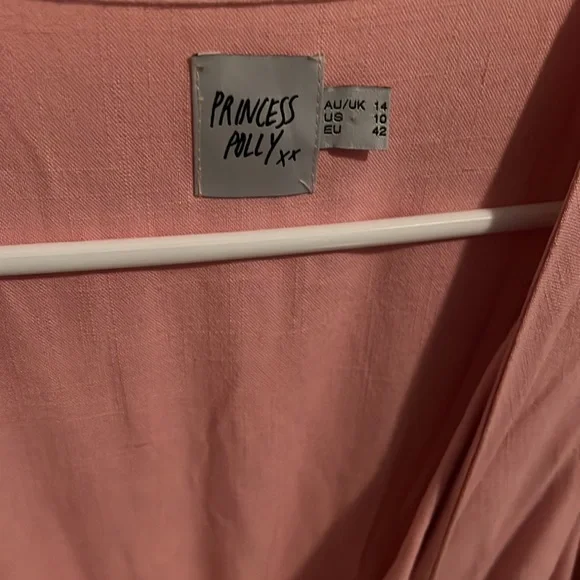 PRINCESS
POLLY xx
AU/UK 14
US 10
EU 42